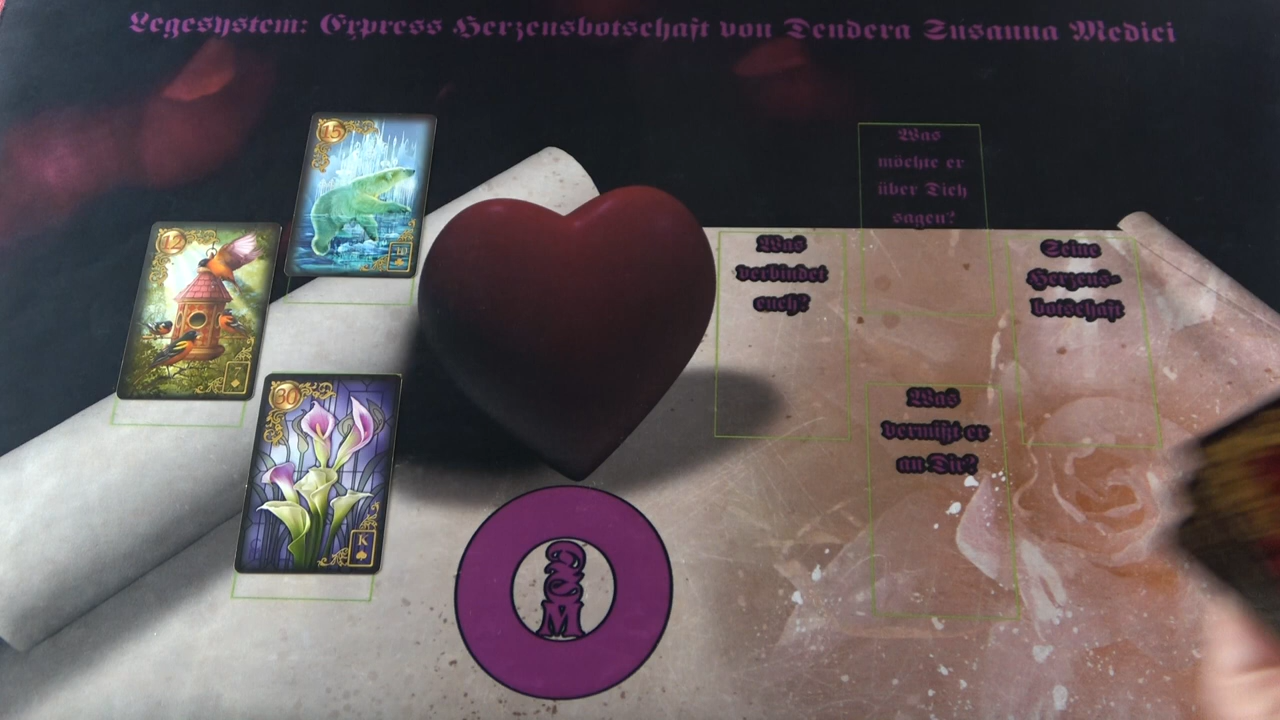 Legesystem: Express Herzensbotschaft von Dendera Susanna Medici
15
12
30
K
Was
möchte er
über Dich
sagen?
Was
verbindet
euch?
Seine
Herzens-
botschaft
Was
vermißt er
an Dir?